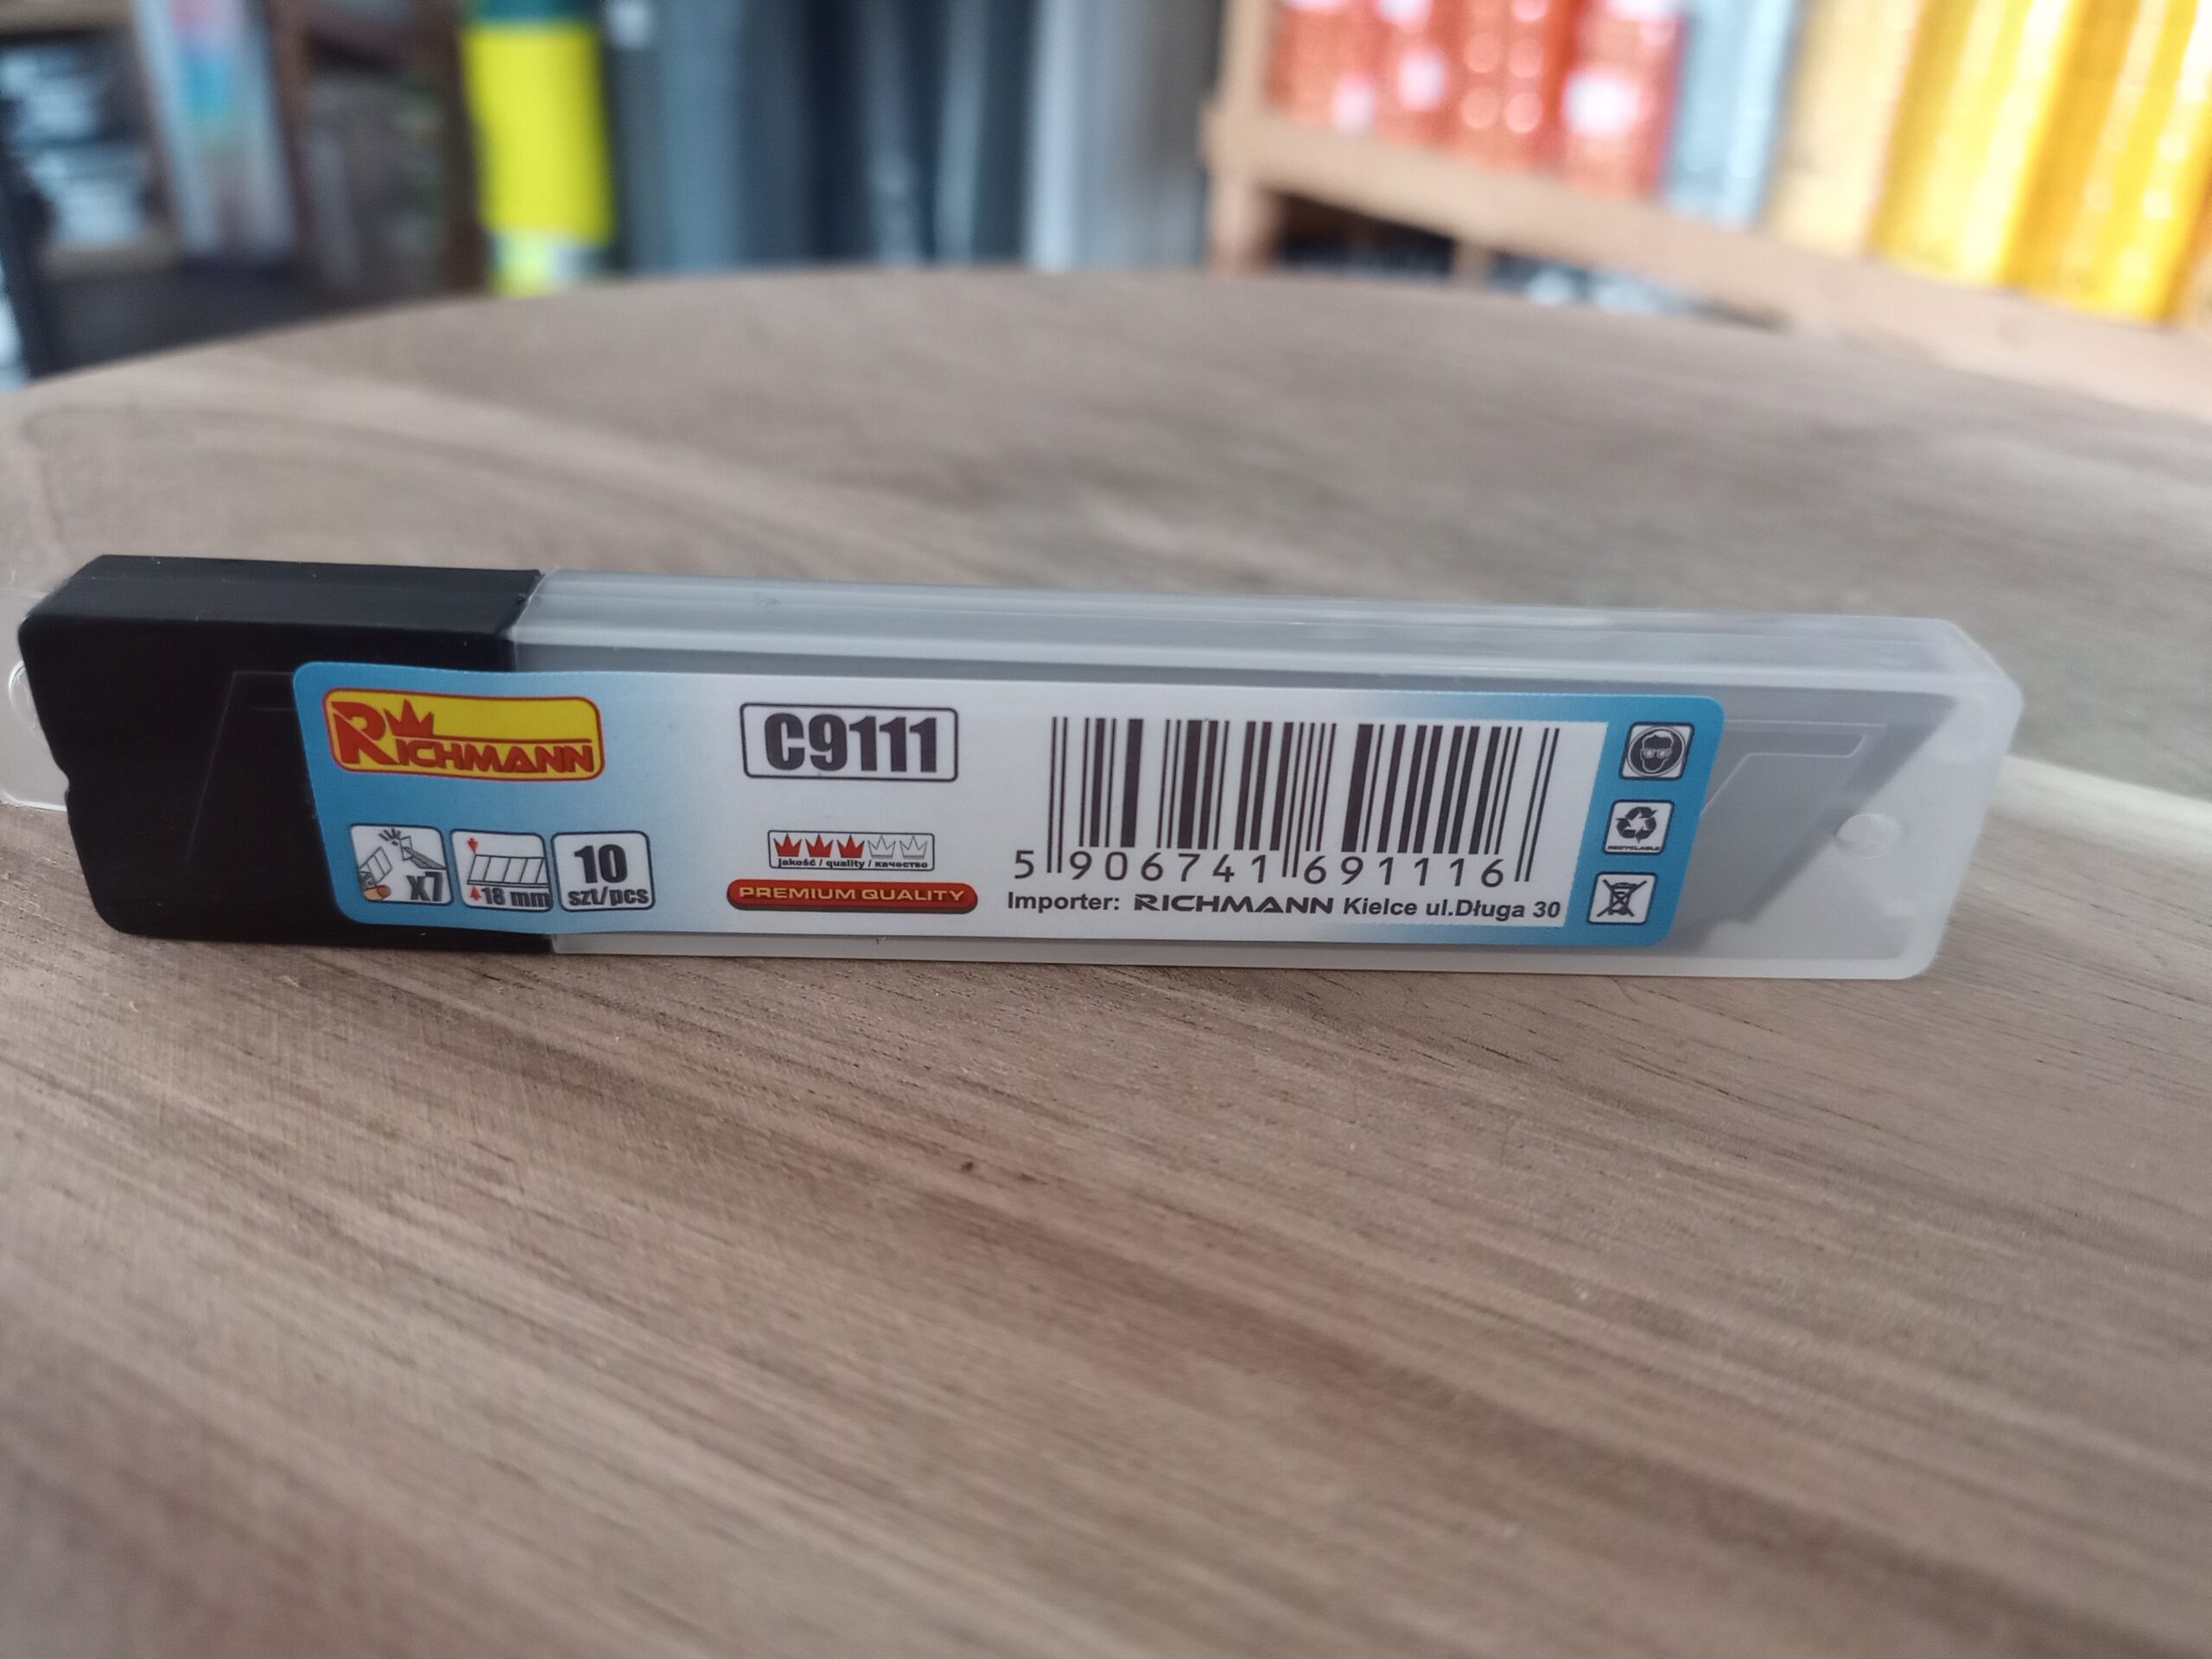 RICHMANN
C9111
x7
18 mm
10
szt/pcs
jakość / quality / качество
PREMIUM QUALITY
5 906741 691116
Importer: RICHMANN Kielce ul.Długa 30
RECYCLABLE